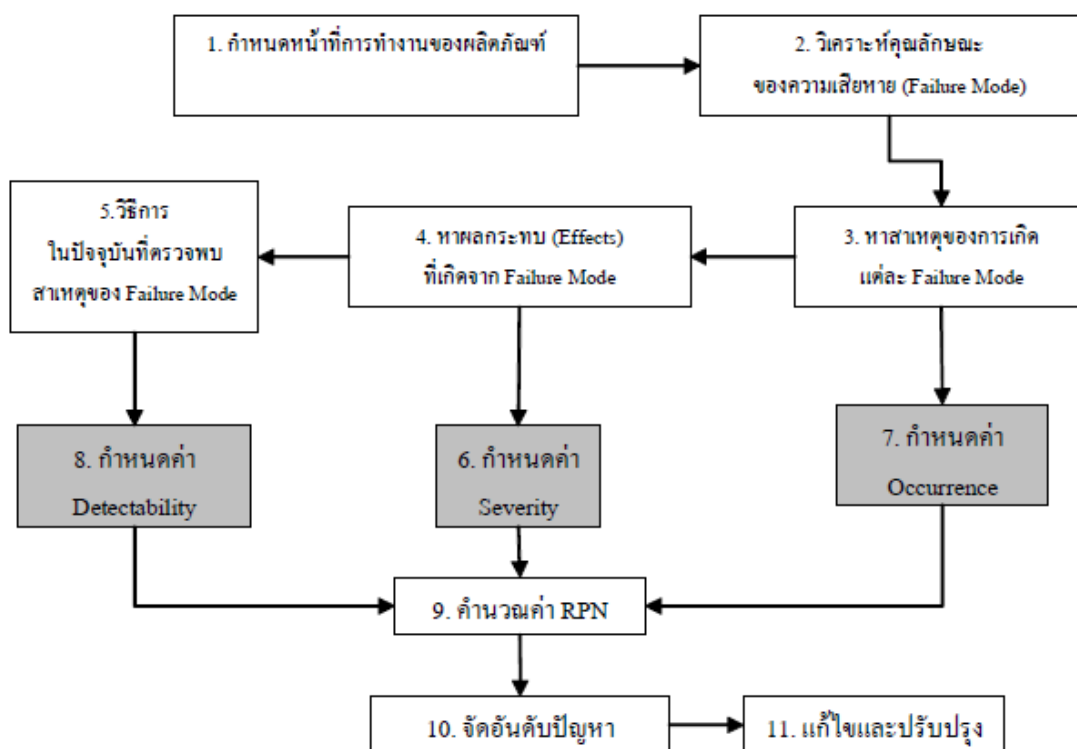 1. กำหนดหน้าที่การทำงานของผลิตภัณฑ์
2. วิเคราะห์คุณลักษณะ
ของความเสียหาย (Failure Mode)
3. หาสาเหตุของการเกิด
แต่ละ Failure Mode
4. หาผลกระทบ (Effects)
ที่เกิดจาก Failure Mode
5.วิธีการ
ในปัจจุบันที่ตรวจพบ
สาเหตุของ Failure Mode
6. กำหนดค่า
Severity
7. กำหนดค่า
Occurrence
8. กำหนดค่า
Detectability
9. คำนวณค่า RPN
10. จัดอันดับปัญหา
11. แก้ไขและปรับปรุง